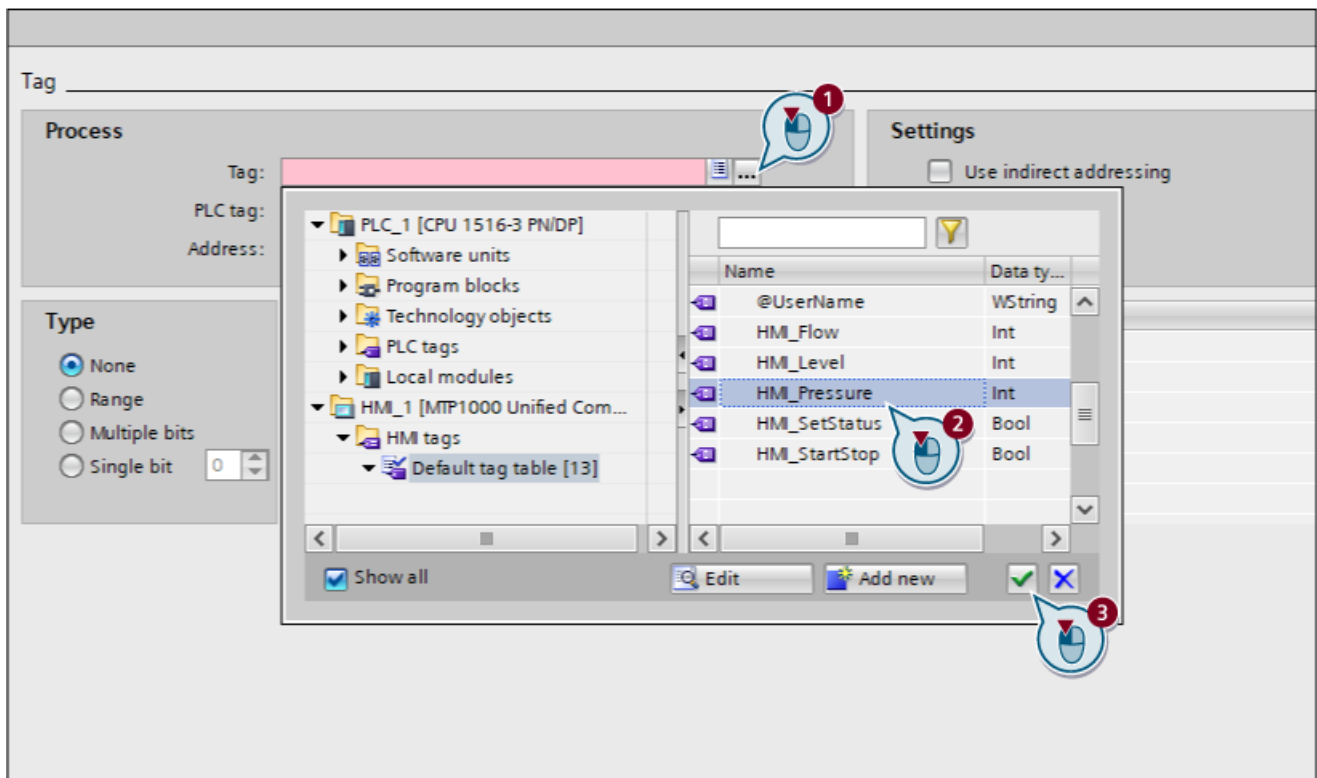 Tag
Process
Tag:
...
PLC tag:
Address:
1
Settings
Use indirect addressing
Type
None
Range
Multiple bits
Single bit 0
PLC_1 [CPU 1516-3 PN/DP]
Software units
Program blocks
Technology objects
PLC tags
Local modules
HMI_1 [MTP1000 Unified Com...
HMI tags
Default tag table [13]
Name Data ty...
@UserName WString
HMI_Flow Int
HMI_Level Int
HMI_Pressure Int
HMI_SetStatus Bool
HMI_StartStop Bool
2
Show all
Edit
Add new
3